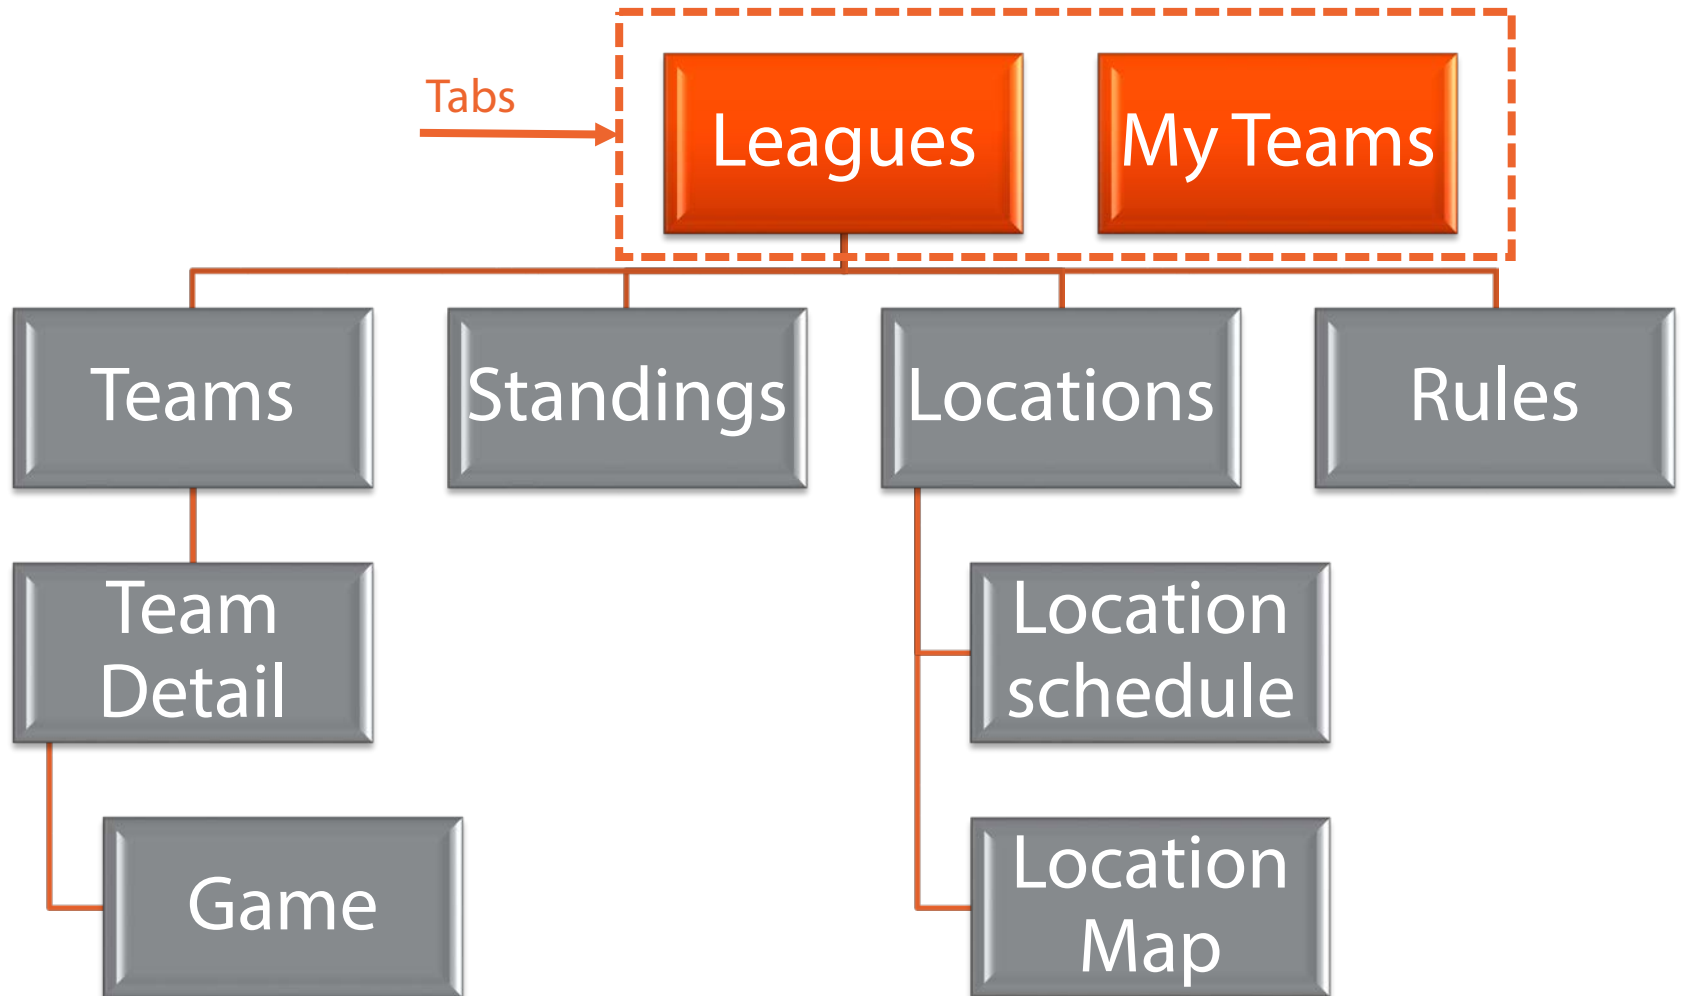 Tabs
Leagues
My Teams
Teams
Standings
Locations
Rules
Team
Detail
Location
schedule
Game
Location
Map